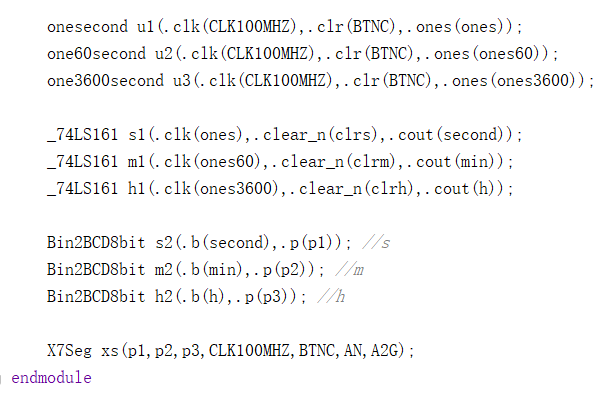 onesecond u1(.clk(CLK100MHZ),.clr(BTNC),.ones(ones));
one60second u2(.clk(CLK100MHZ),.clr(BTNC),.ones(ones60));
one3600second u3(.clk(CLK100MHZ),.clr(BTNC),.ones(ones3600));
_74LS161 s1(.clk(ones),.clear_n(clrs),.cout(second));
_74LS161 m1(.clk(ones60),.clear_n(clrm),.cout(min));
_74LS161 h1(.clk(ones3600),.clear_n(clrh),.cout(h));
Bin2BCD8bit s2(.b(second),.p(p1)); //s
Bin2BCD8bit m2(.b(min),.p(p2)); //m
Bin2BCD8bit h2(.b(h),.p(p3)); //h
X7Seg xs(p1,p2,p3,CLK100MHZ,BTNC,AN,A2G);
endmodule